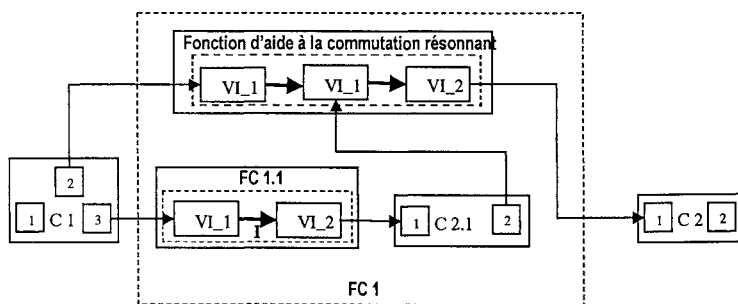 Fonction d'aide à la commutation résonnant
VI_1 VI_1 VI_2
2
FC 1.1
1 C 1 3
VI_1 I VI_2
1 C 2.1 2
1 C 2 2
FC 1